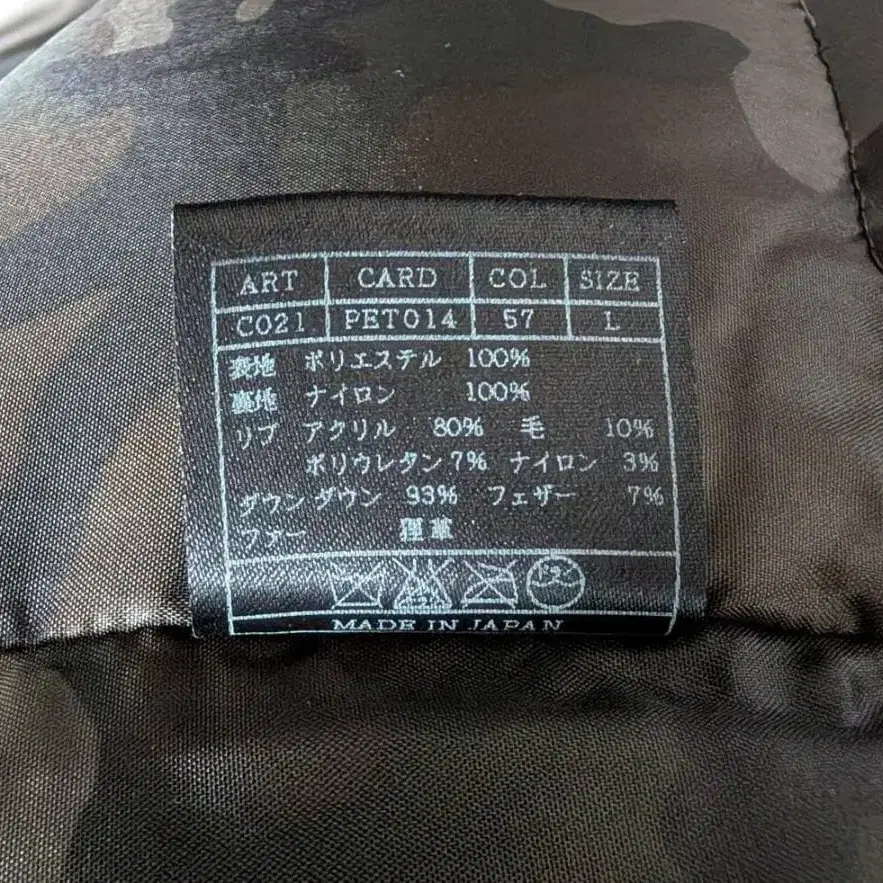 ART CARD COL SIZE
C021 PET014 57 L
表地 ポリエステル 100%
裏地 ナイロン 100%
リブ アクリル 80% 毛 10%
ポリウレタン 7% ナイロン 3%
ダウン ダウン 93% フェザー 7%
ファー 狸革
MADE IN JAPAN